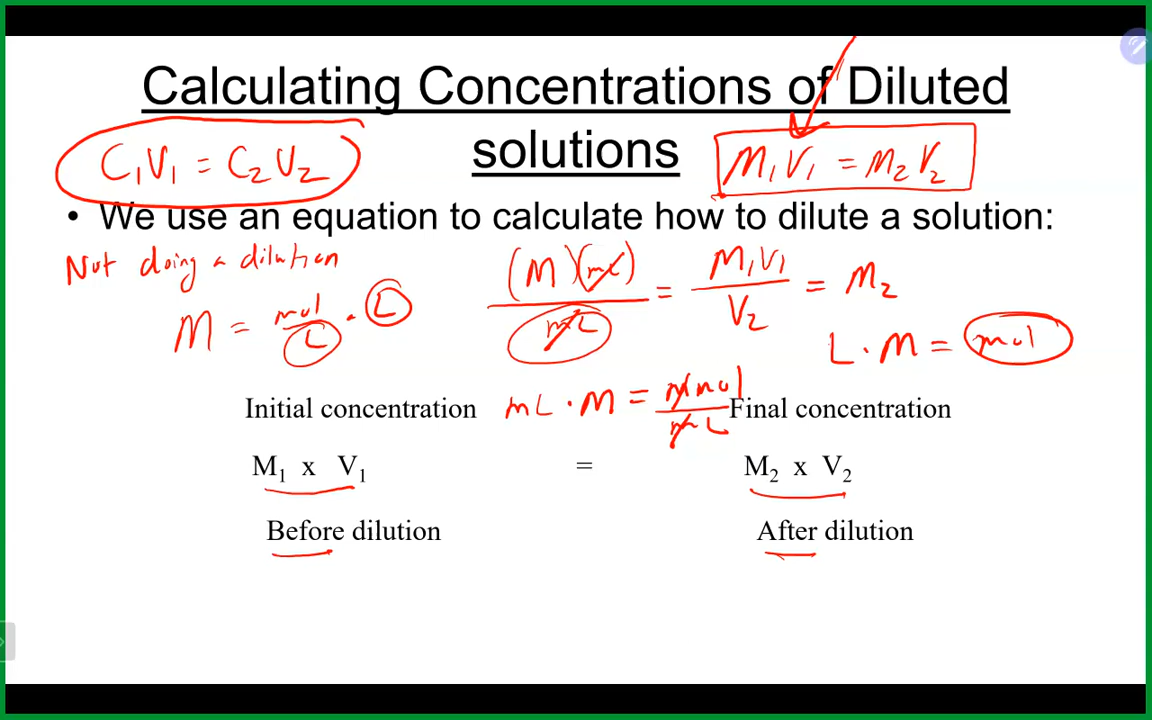 Calculating Concentrations of Diluted
solutions
C₁V₁ = C₂V₂
M₁V₁ = M₂V₂
• We use an equation to calculate how to dilute a solution:
Not doing a dilution
(M)(mL) / mL = M₁V₁ / V₂ = M₂
M = mol / L · L
L · M = mol
mL · M = mmol / mL
Initial concentration
Final concentration
M₁ x V₁ = M₂ x V₂
Before dilution
After dilution